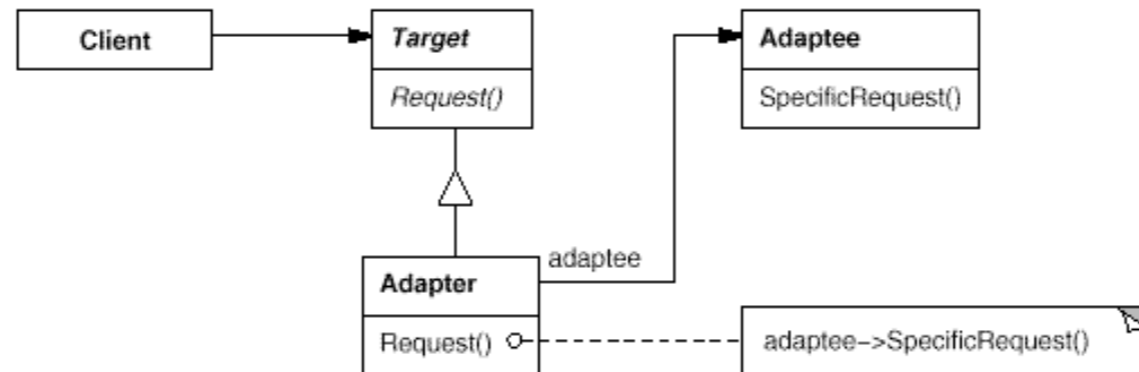 Client
Target
Request()
Adaptee
SpecificRequest()
adaptee
Adapter
Request()
adaptee->SpecificRequest()